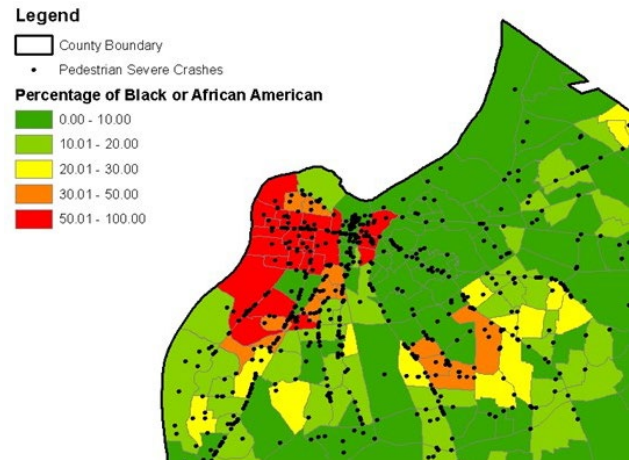 Legend
County Boundary
Pedestrian Severe Crashes
Percentage of Black or African American
0.00 - 10.00
10.01 - 20.00
20.01 - 30.00
30.01 - 50.00
50.01 - 100.00